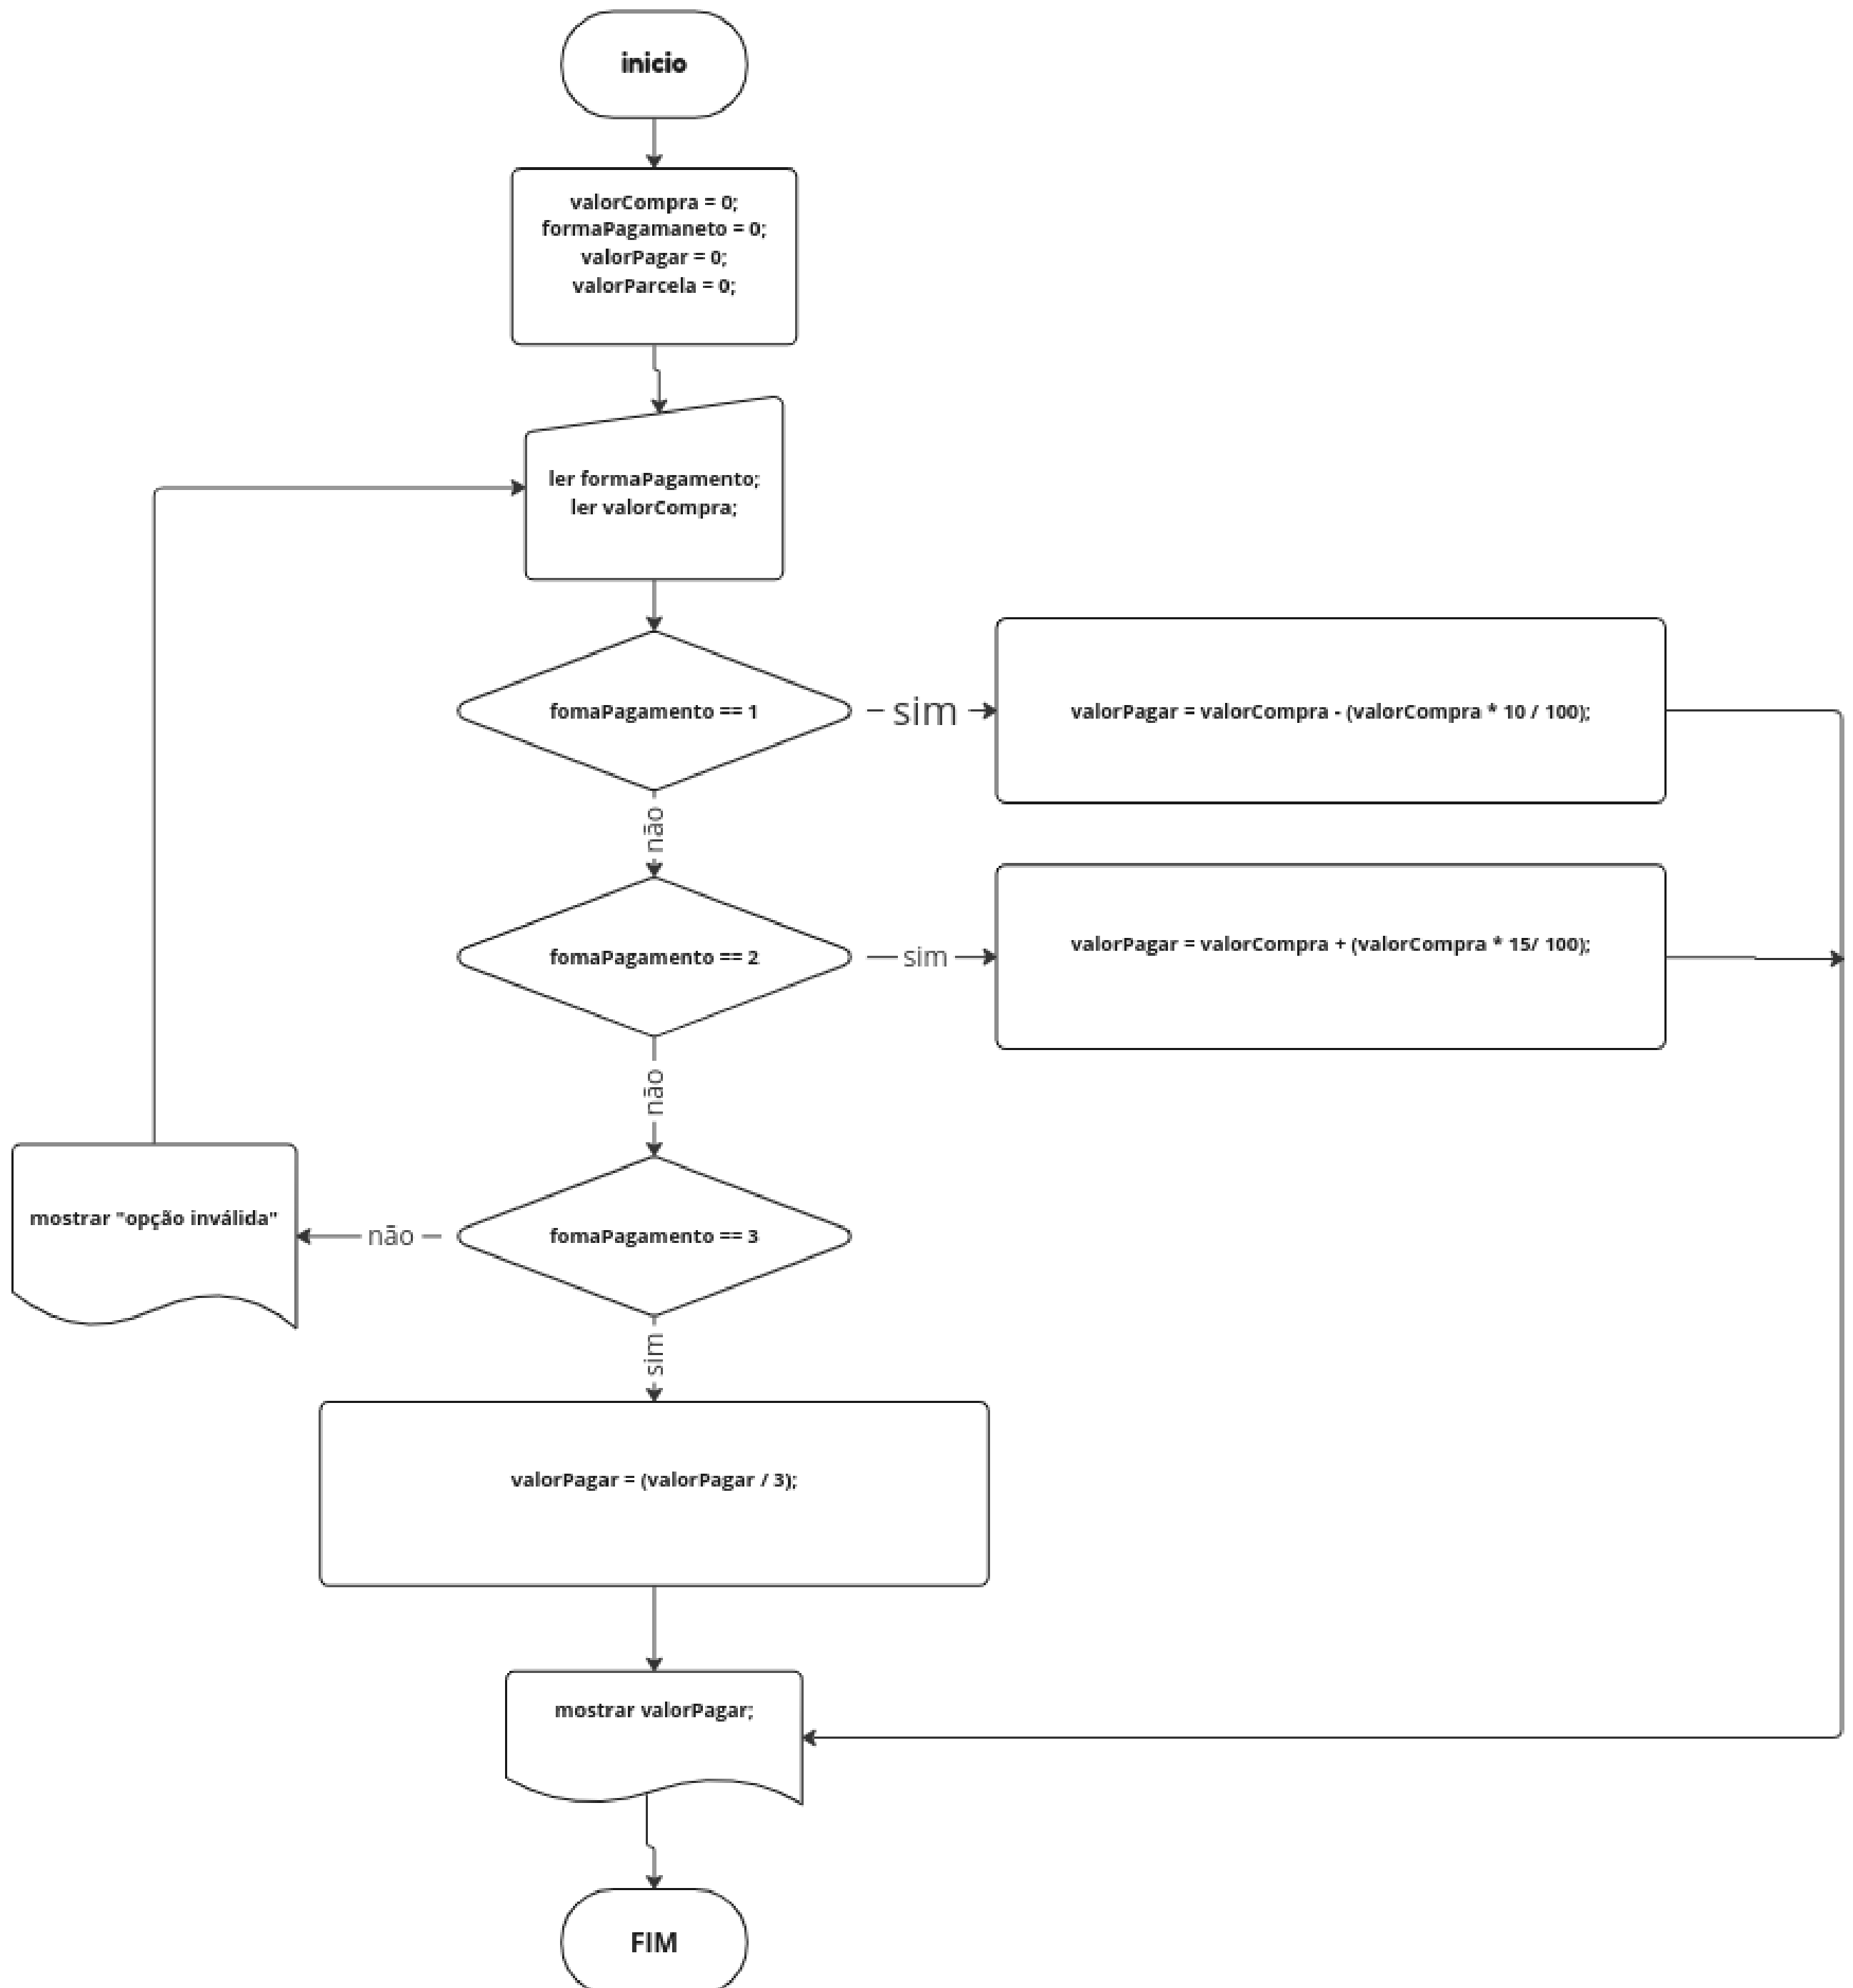 inicio
valorCompra = 0;
formaPagamaneto = 0;
valorPagar = 0;
valorParcela = 0;
ler formaPagamento;
ler valorCompra;
fomaPagamento == 1
sim
valorPagar = valorCompra - (valorCompra * 10 / 100);
não
fomaPagamento == 2
sim
valorPagar = valorCompra + (valorCompra * 15/ 100);
não
fomaPagamento == 3
não
mostrar "opção inválida"
sim
valorPagar = (valorPagar / 3);
mostrar valorPagar;
FIM